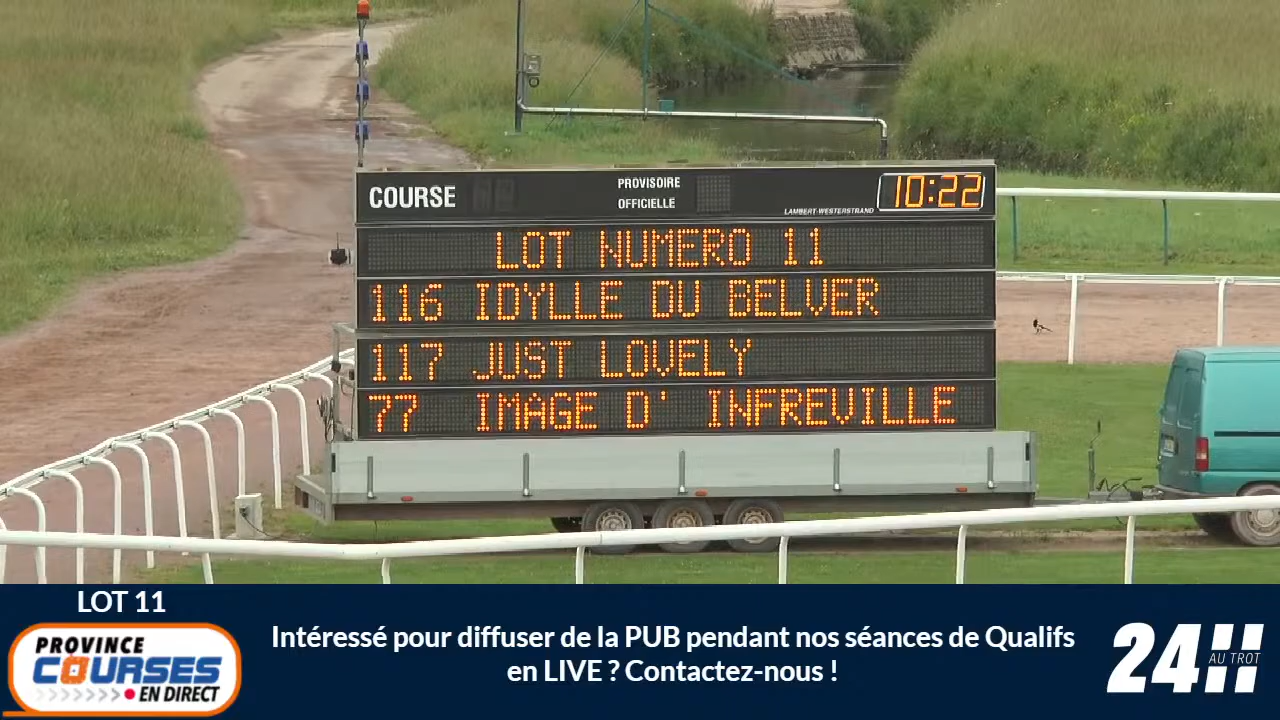 COURSE
PROVISOIRE
OFFICIELLE
LAMBERT-WESTERSTRAND
10:22
LOT NUMERO 11
116 IDYLLE DU BELVER
117 JUST LOVELY
77 IMAGE D' INFREVILLE
LOT 11
PROVINCE
COURSES
EN DIRECT
Intéressé pour diffuser de la PUB pendant nos séances de Qualifs
en LIVE ? Contactez-nous !
24H
AU TROT